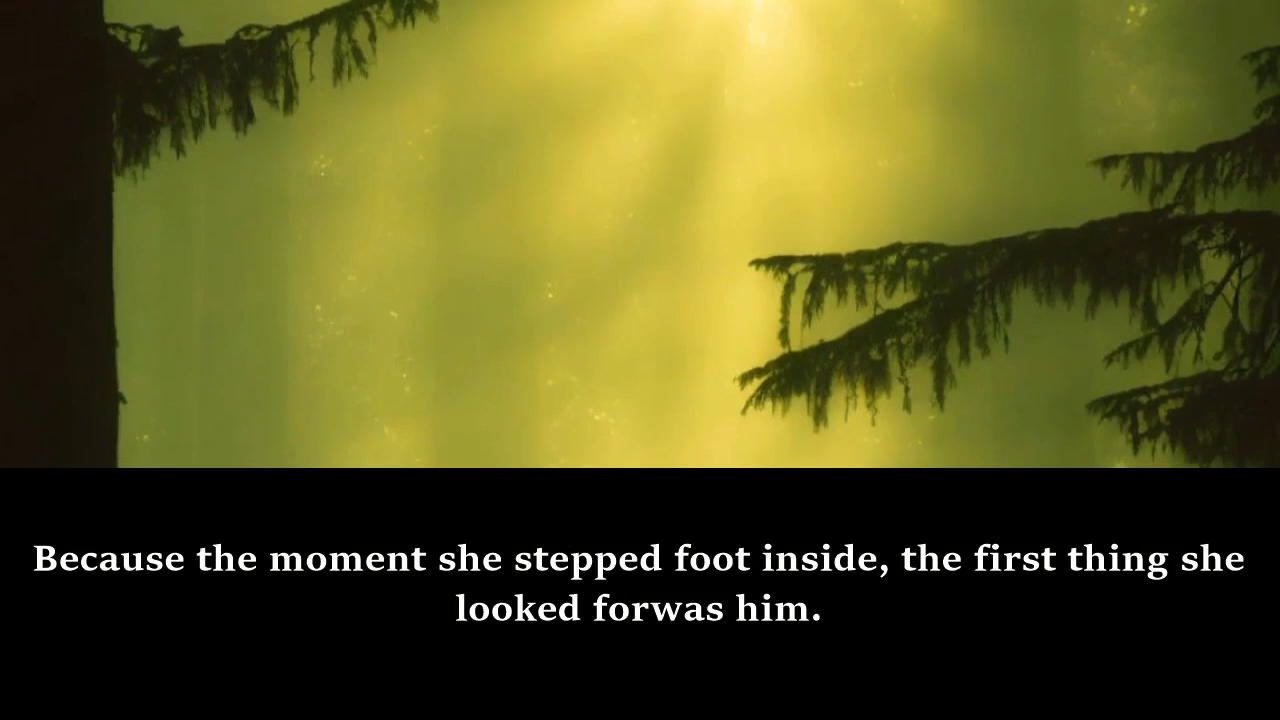 Because the moment she stepped foot inside, the first thing she
looked forwas him.